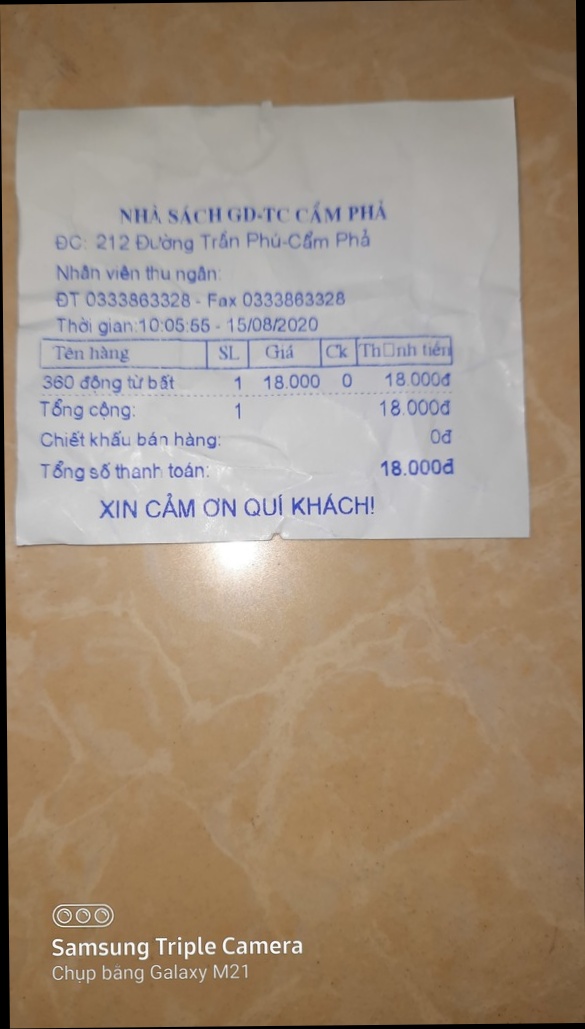 NHÀ SÁCH GD-TC CẨM PHẢ
ĐC: 212 Đường Trần Phú-Cẩm Phả
Nhân viên thu ngân:
ĐT 0333863328 - Fax 0333863328
Thời gian:10:05:55 - 15/08/2020
Tên hàng SL Giá Ck Th□nh tiền
360 động từ bất 1 18.000 0 18.000đ
Tổng cộng: 1 18.000đ
Chiết khấu bán hàng: 0đ
Tổng số thanh toán: 18.000đ
XIN CẢM ƠN QUÍ KHÁCH!
Samsung Triple Camera
Chụp bằng Galaxy M21